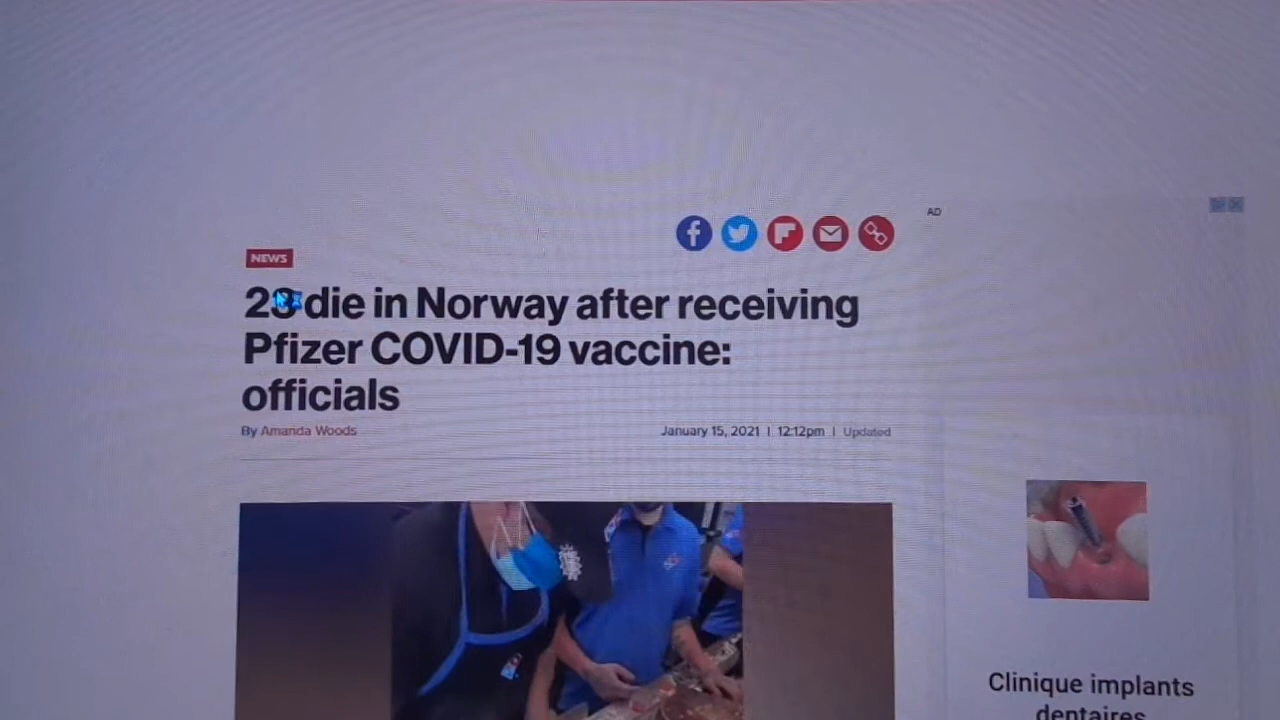 AD
NEWS
23 die in Norway after receiving
Pfizer COVID-19 vaccine:
officials
By Amanda Woods
January 15, 2021 | 12:12pm | Updated
Clinique implants
dentaires